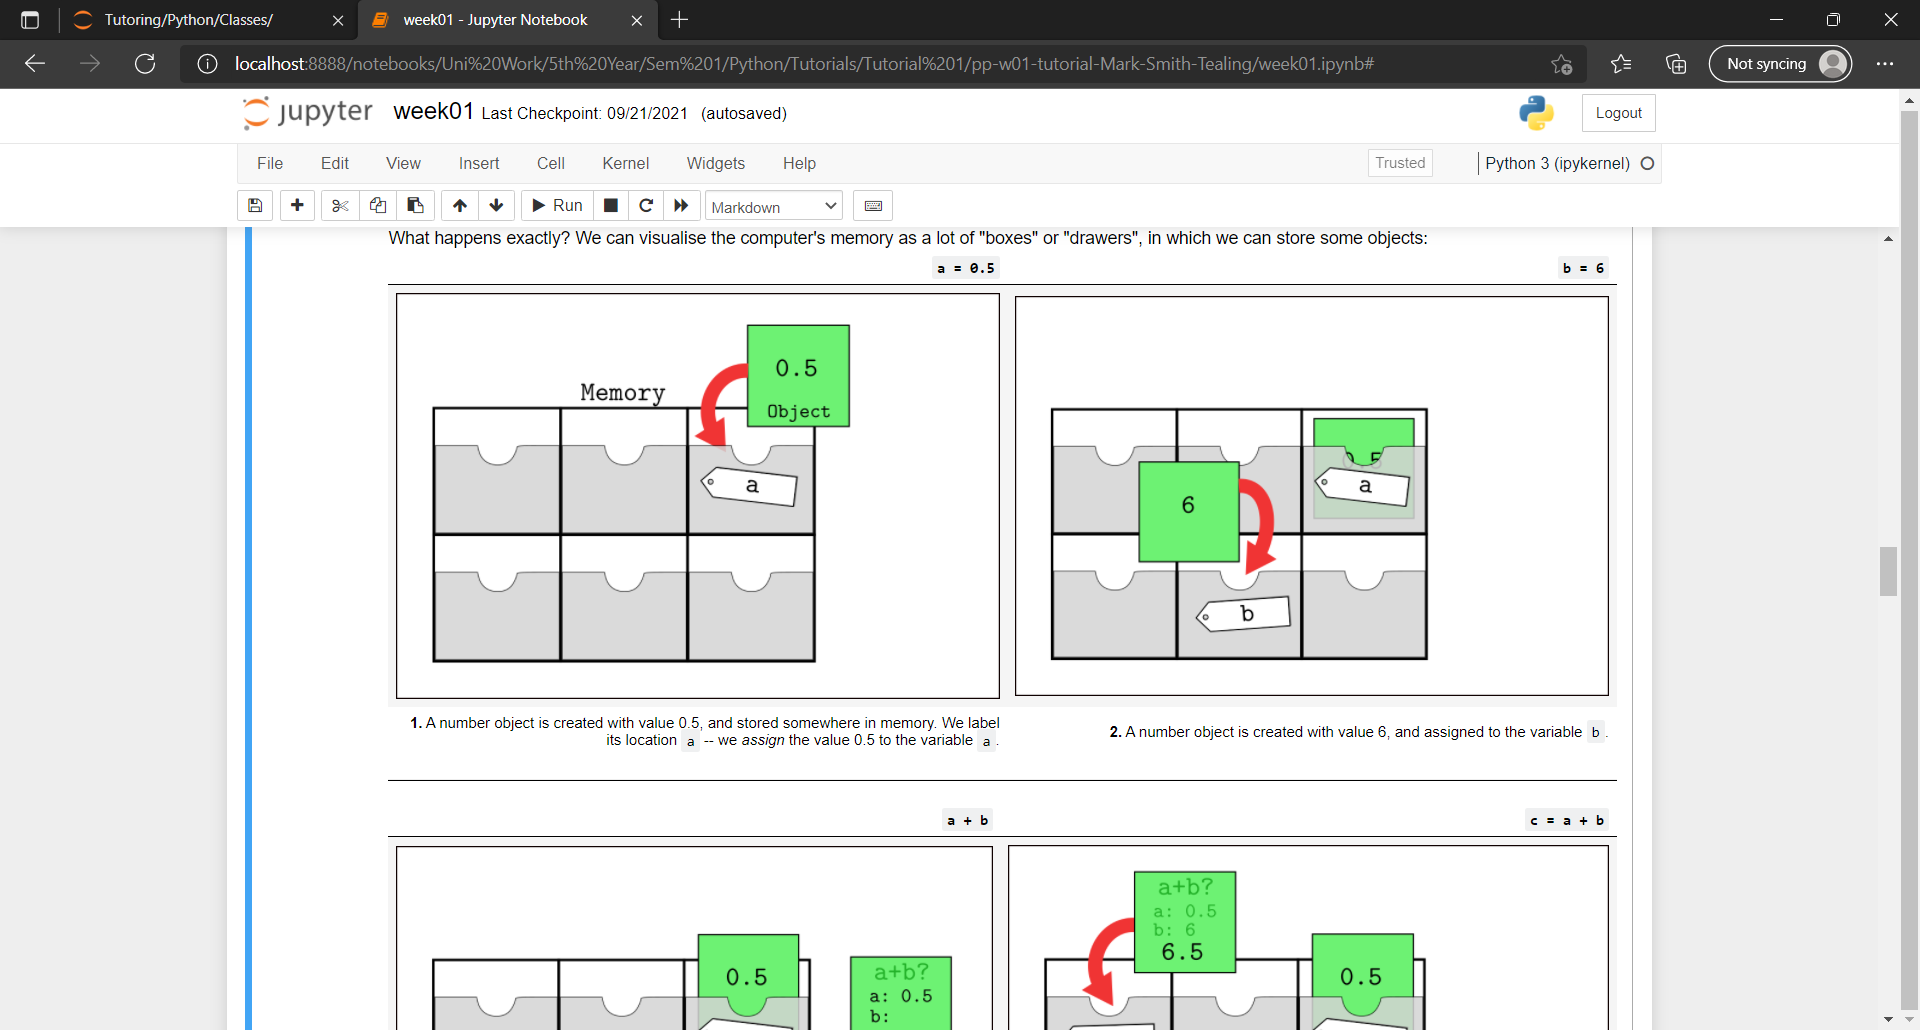 Tutoring/Python/Classes/
week01 - Jupyter Notebook
localhost:8888/notebooks/Uni%20Work/5th%20Year/Sem%201/Python/Tutorials/Tutorial%201/pp-w01-tutorial-Mark-Smith-Tealing/week01.ipynb#
Not syncing
jupyter week01 Last Checkpoint: 09/21/2021 (autosaved)
Logout
File Edit View Insert Cell Kernel Widgets Help
Trusted
Python 3 (ipykernel)
Run
Markdown
What happens exactly? We can visualise the computer's memory as a lot of "boxes" or "drawers", in which we can store some objects:
a = 0.5
b = 6
Memory
0.5
Object
a
0.5
a
6
b
1. A number object is created with value 0.5, and stored somewhere in memory. We label
its location a -- we assign the value 0.5 to the variable a .
2. A number object is created with value 6, and assigned to the variable b .
a + b
c = a + b
0.5
a+b?
a: 0.5
b:
a+b?
a: 0.5
b: 6
6.5
0.5